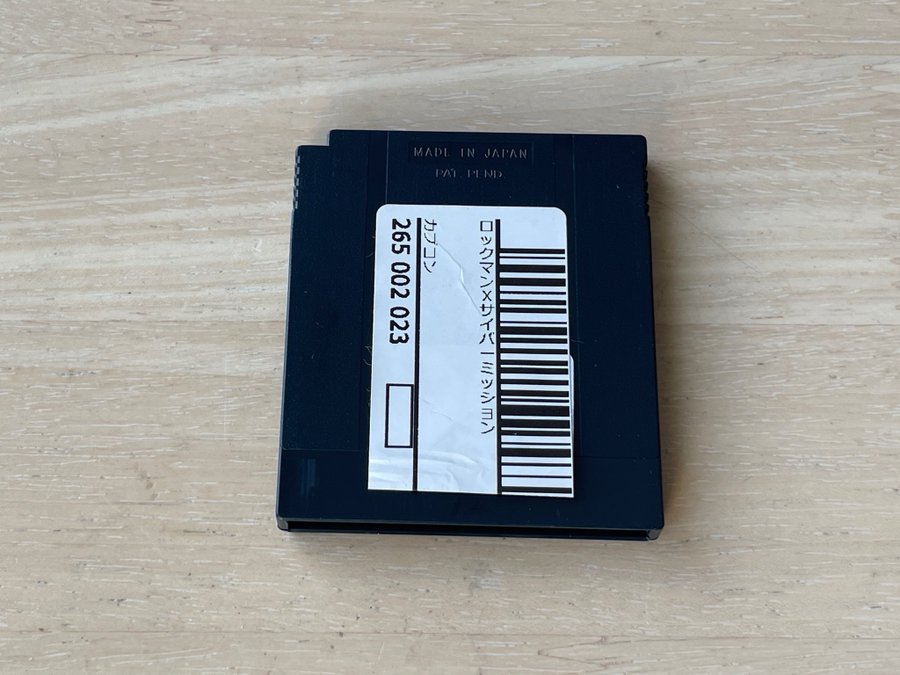 MADE IN JAPAN
PAT. PEND.
ロックマンXサイバーミッション
カプコン
265 002 023